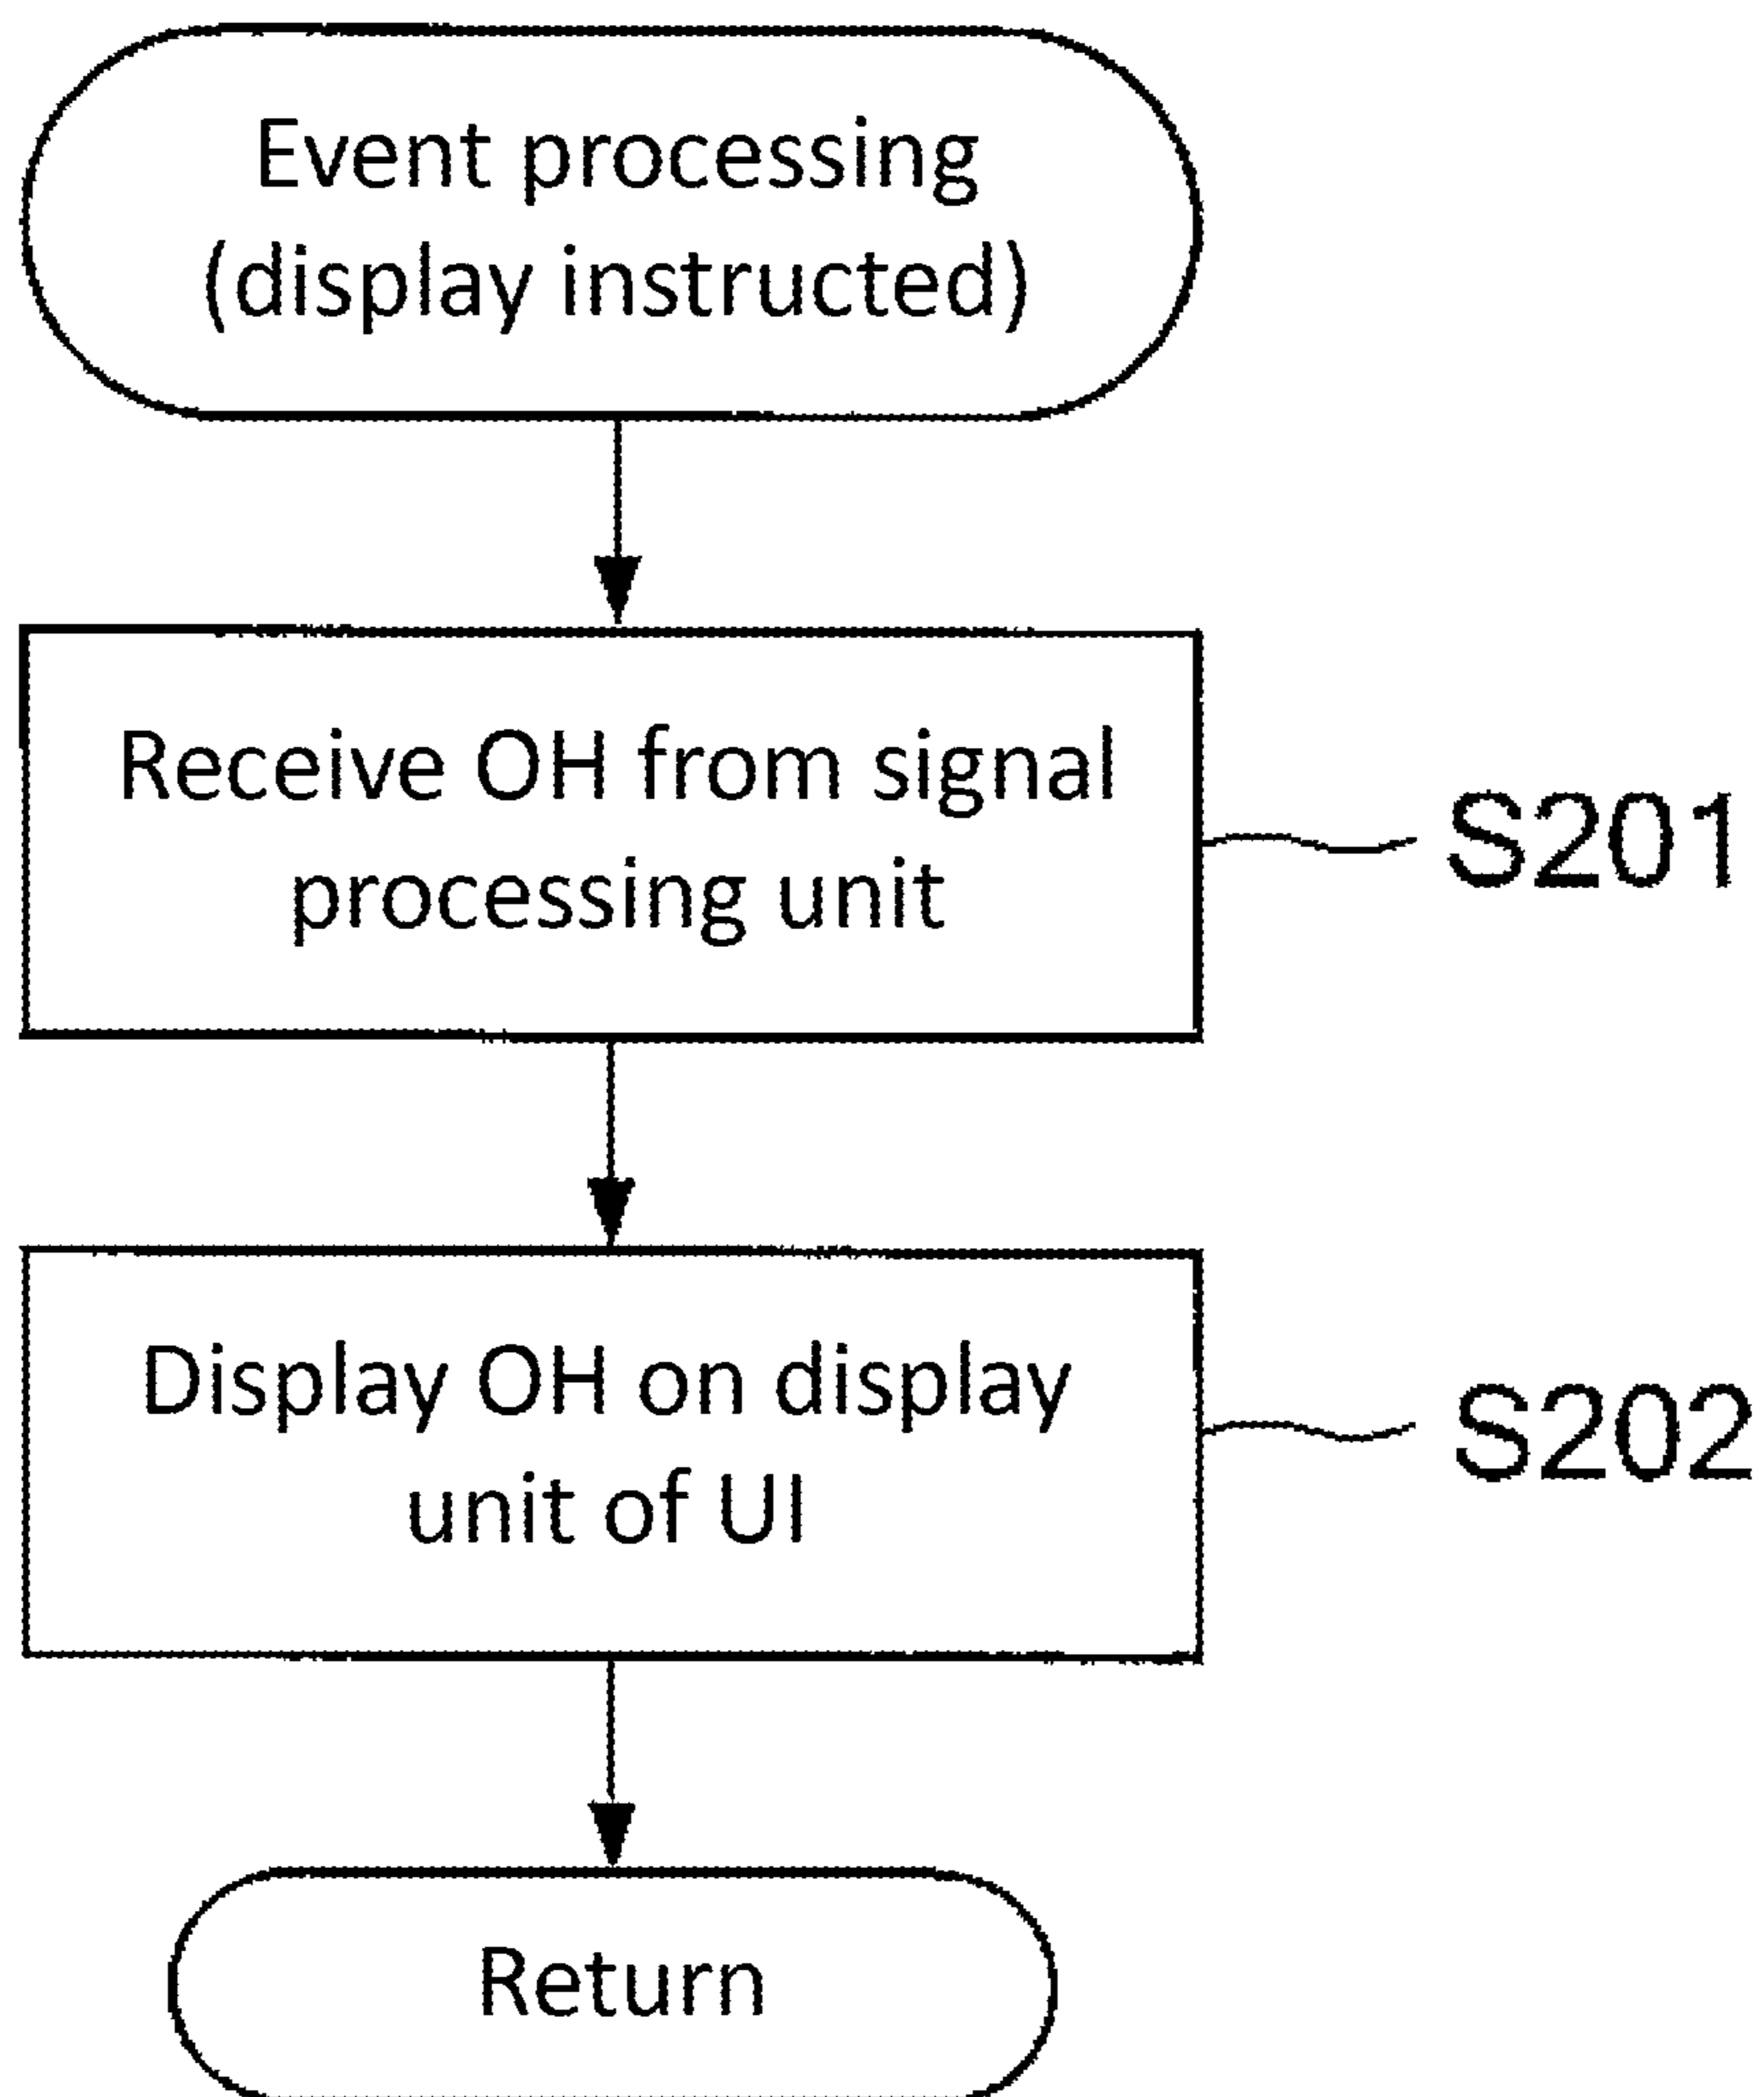 Event processing
(display instructed)
Receive OH from signal
processing unit
S201
Display OH on display
unit of UI
S202
Return